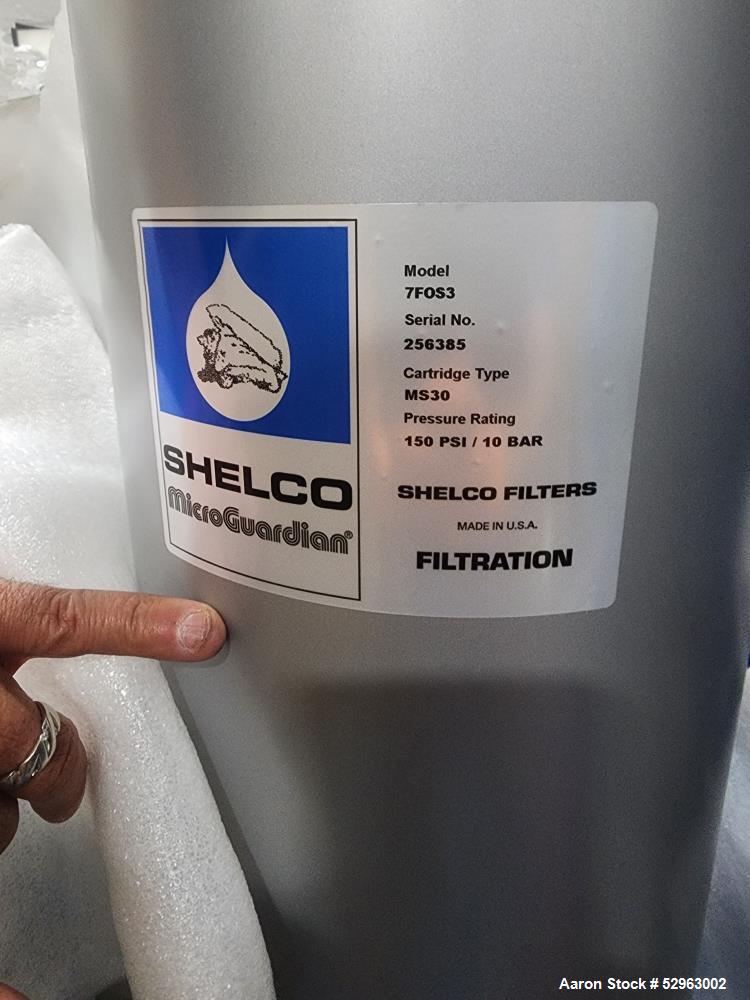 SHELCO
MicroGuardian®
Model
7FOS3
Serial No.
256385
Cartridge Type
MS30
Pressure Rating
150 PSI / 10 BAR
SHELCO FILTERS
MADE IN U.S.A.
FILTRATION
Aaron Stock # 52963002